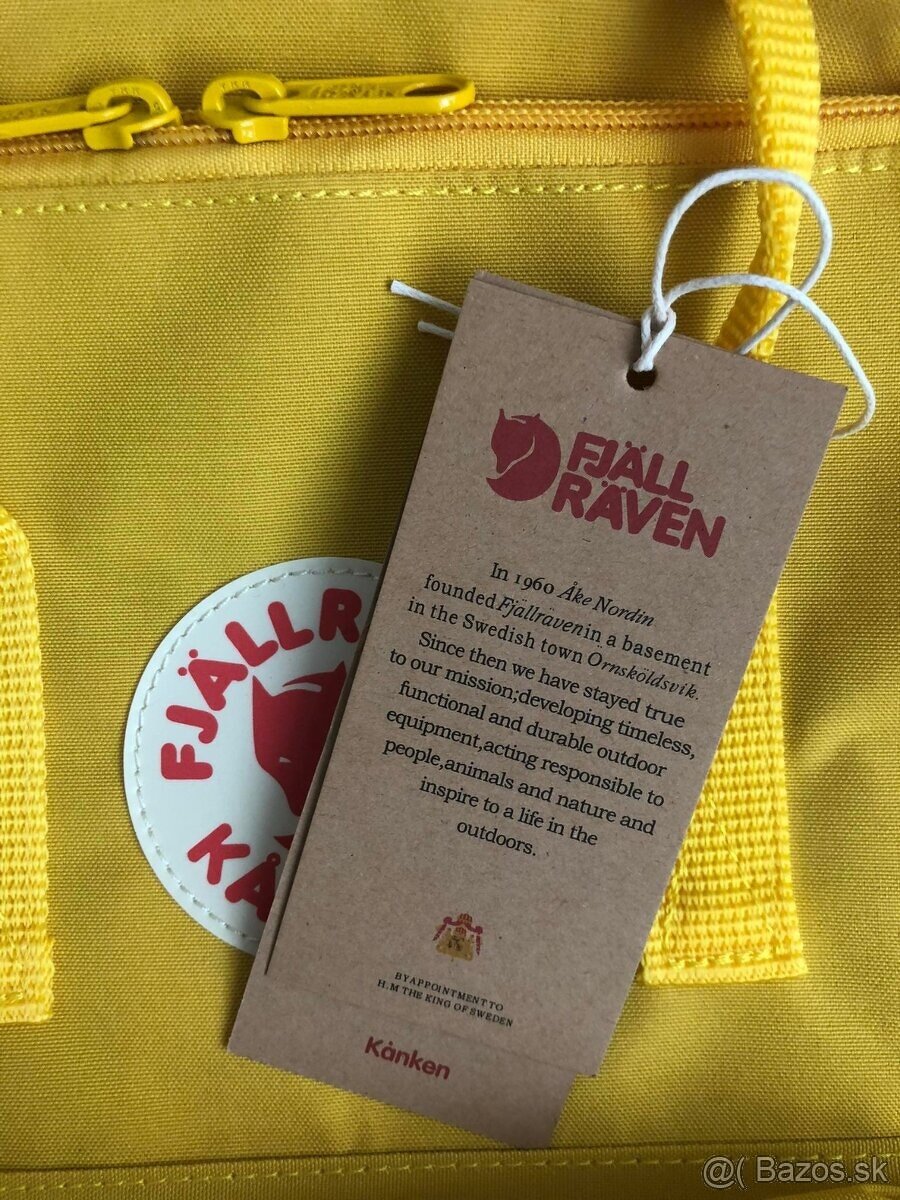 FJÄLL
RÄVEN
In 1960 Åke Nordin
founded Fjällräven in a basement
in the Swedish town Örnsköldsvik.
Since then we have stayed true
to our mission;developing timeless,
functional and durable outdoor
equipment,acting responsible to
people,animals and nature and
inspire to a life in the
outdoors.
BY APPOINTMENT TO
H.M THE KING OF SWEDEN
Kånken
FJÄLLR
KÅ
@( Bazos.sk